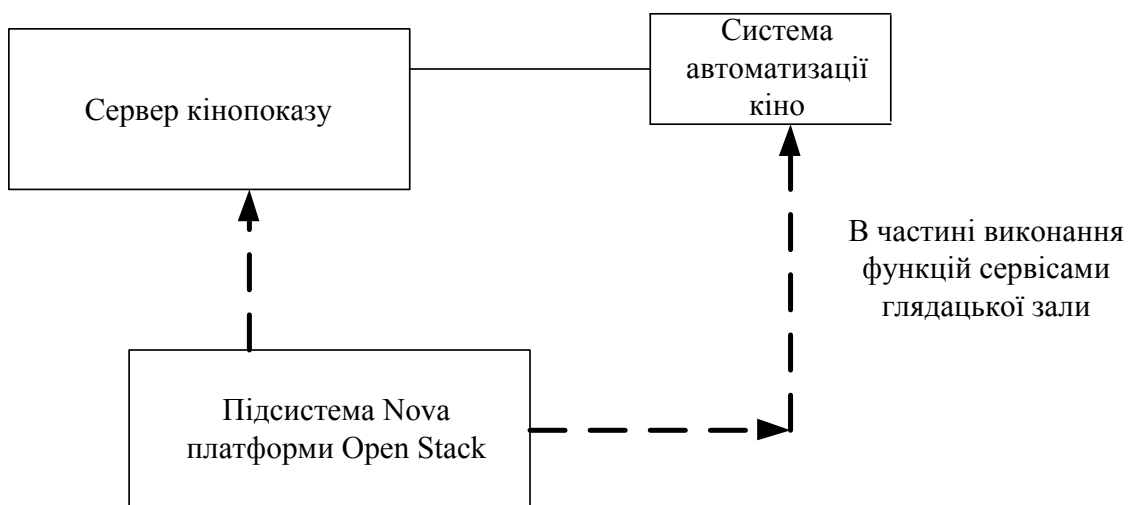 Сервер кінопоказу
Система
автоматизації
кіно
В частині виконання
функцій сервісами
глядацької зали
Підсистема Nova
платформи Open Stack